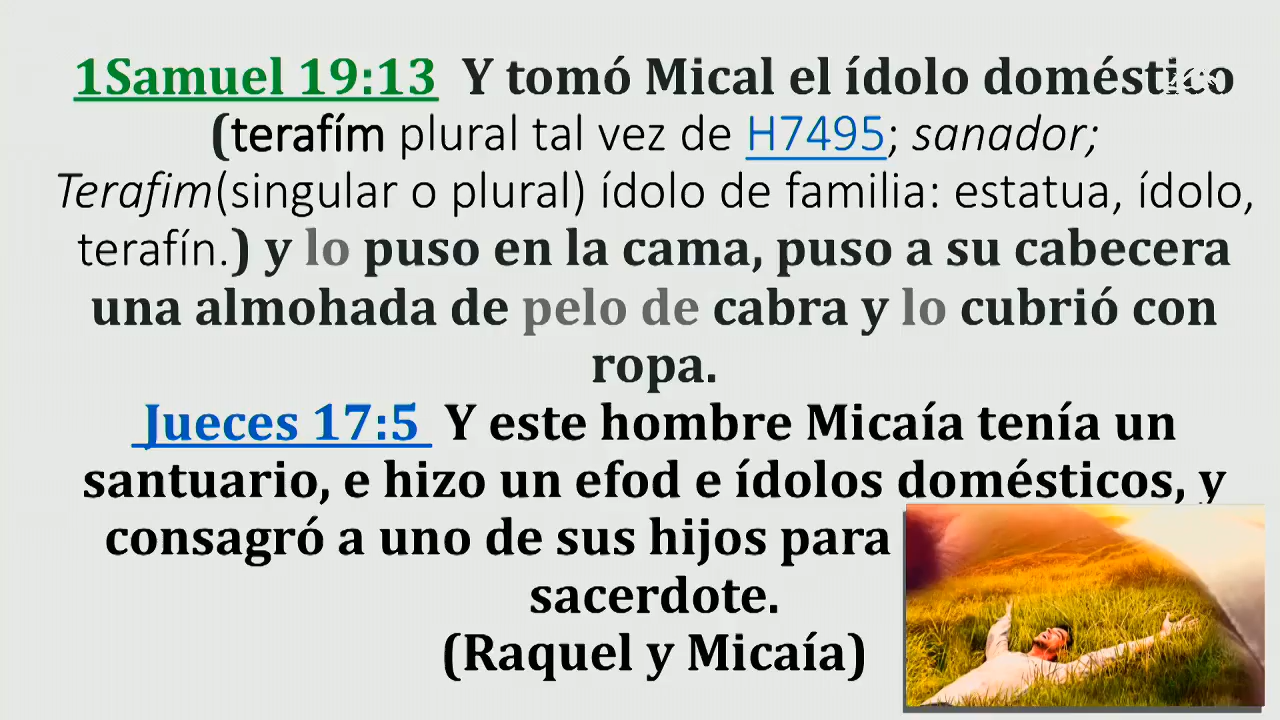 1Samuel 19:13 Y tomó Mical el ídolo doméstico
(terafím plural tal vez de H7495; sanador;
Terafim(singular o plural) ídolo de familia: estatua, ídolo,
terafín.) y lo puso en la cama, puso a su cabecera
una almohada de pelo de cabra y lo cubrió con
ropa.
Jueces 17:5 Y este hombre Micaía tenía un
santuario, e hizo un efod e ídolos domésticos, y
consagró a uno de sus hijos para
sacerdote.
(Raquel y Micaía)